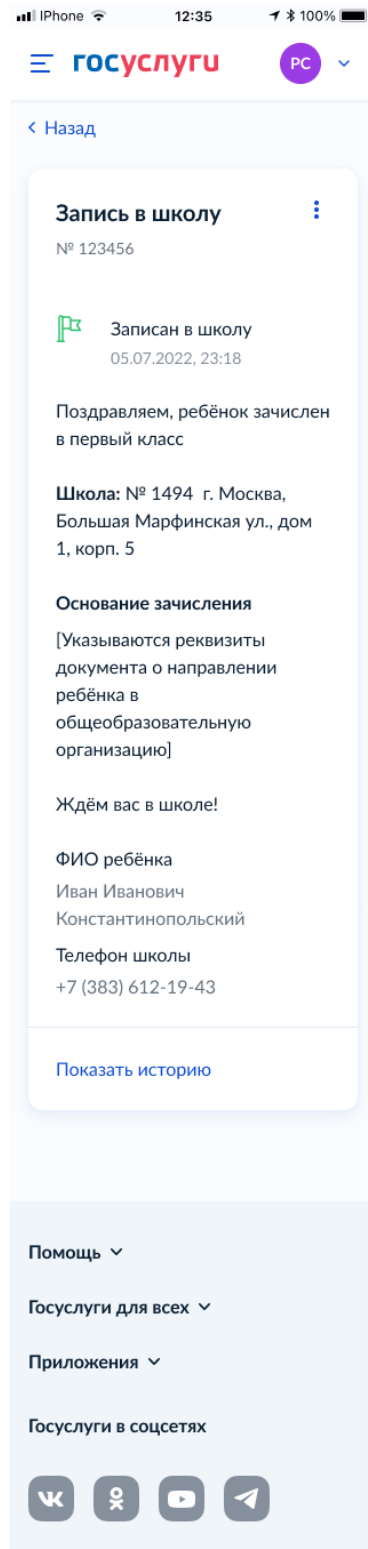 IPhone 12:35 100%
госуслуги РС
Назад
Запись в школу
№ 123456
Записан в школу
05.07.2022, 23:18
Поздравляем, ребёнок зачислен
в первый класс
Школа: № 1494 г. Москва,
Большая Марфинская ул., дом
1, корп. 5
Основание зачисления
[Указываются реквизиты
документа о направлении
ребёнка в
общеобразовательную
организацию]
Ждём вас в школе!
ФИО ребёнка
Иван Иванович
Константинопольский
Телефон школы
+7 (383) 612-19-43
Показать историю
Помощь
Госуслуги для всех
Приложения
Госуслуги в соцсетях